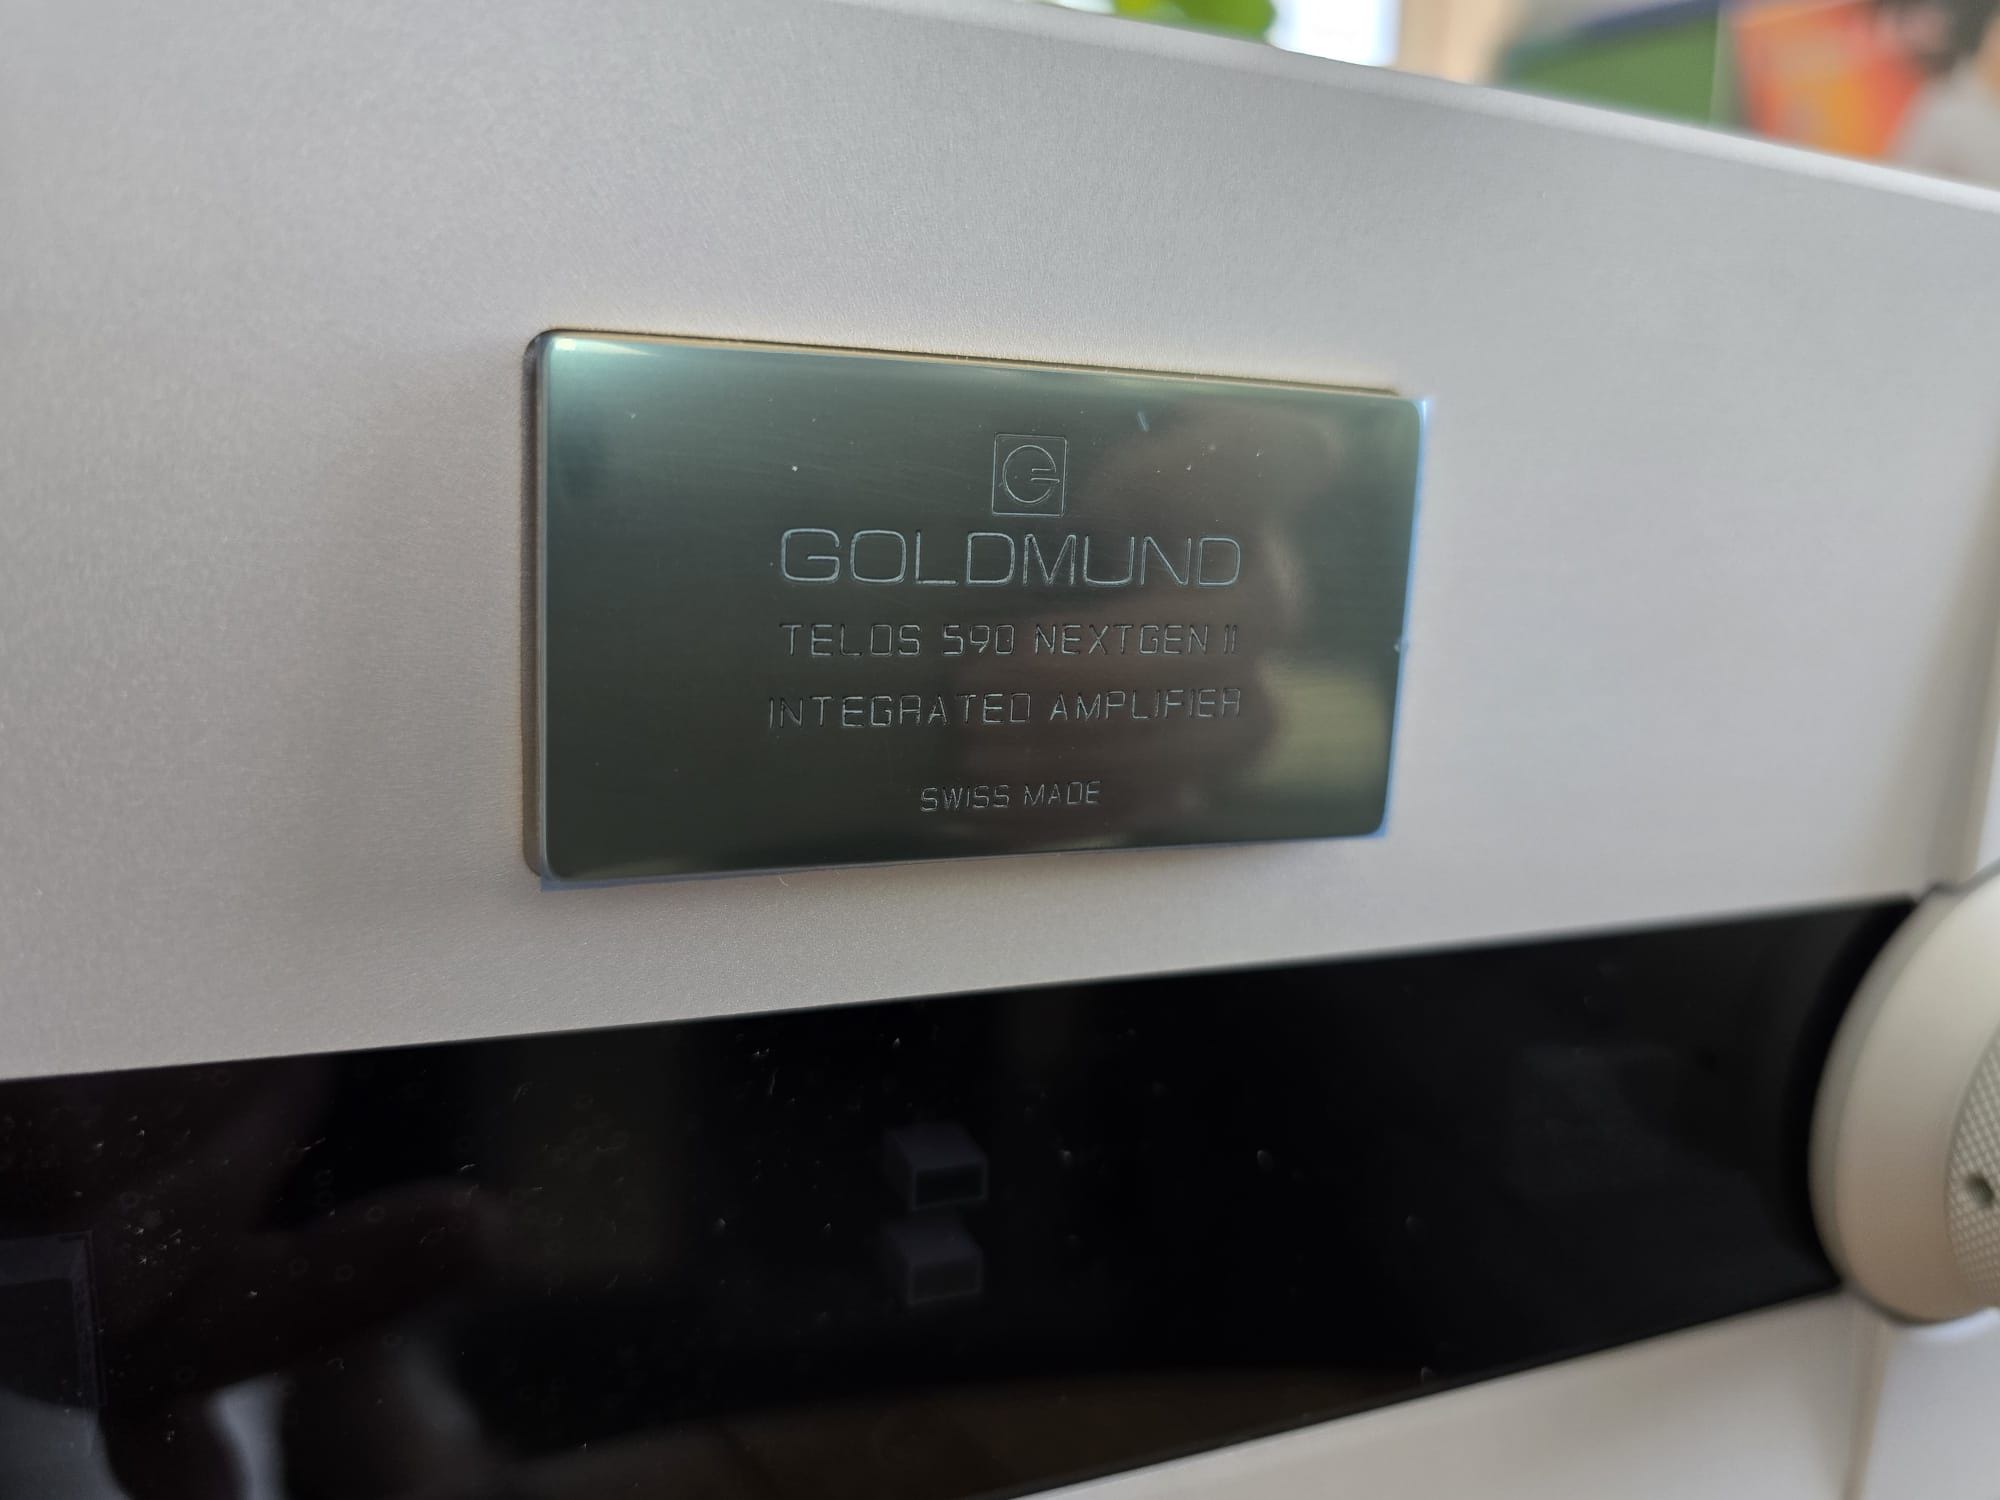 G
GOLDMUND
TELOS 590 NEXTGEN II
INTEGRATED AMPLIFIER
SWISS MADE